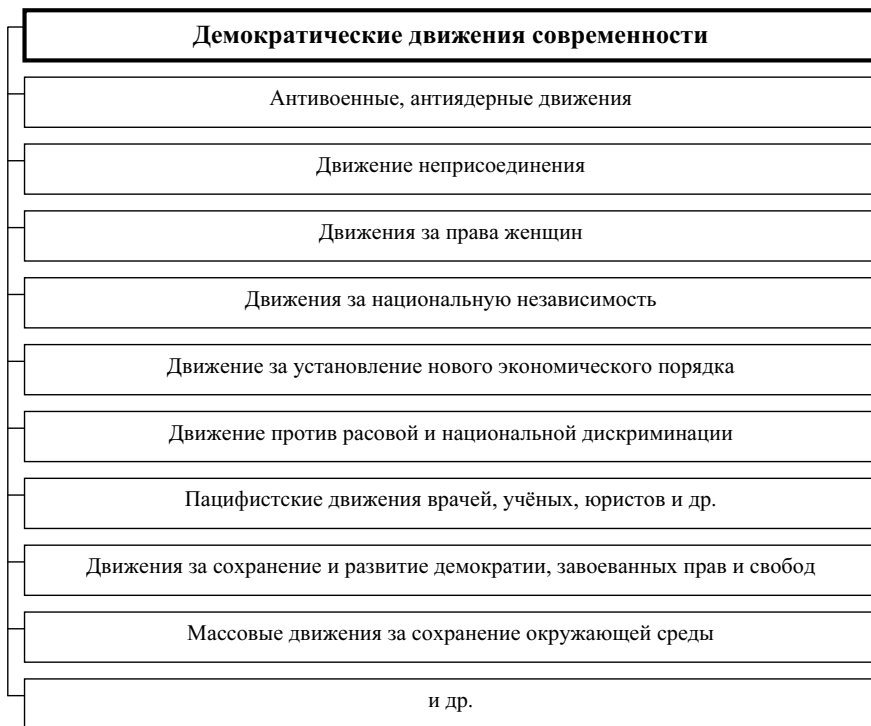 Демократические движения современности
Антивоенные, антиядерные движения
Движение неприсоединения
Движения за права женщин
Движения за национальную независимость
Движение за установление нового экономического порядка
Движение против расовой и национальной дискриминации
Пацифистские движения врачей, учёных, юристов и др.
Движения за сохранение и развитие демократии, завоеванных прав и свобод
Массовые движения за сохранение окружающей среды
и др.